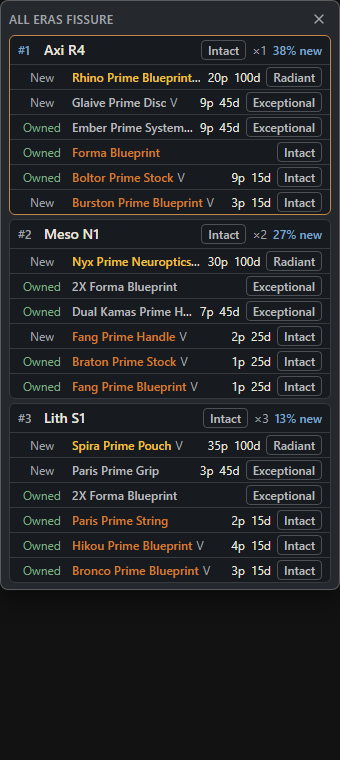 ALL ERAS FISSURE ✕
#1 Axi R4 Intact ×1 38% new
New Rhino Prime Blueprint... 20p 100d Radiant
New Glaive Prime Disc V 9p 45d Exceptional
Owned Ember Prime System... 9p 45d Exceptional
Owned Forma Blueprint Intact
Owned Boltor Prime Stock V 9p 15d Intact
New Burston Prime Blueprint V 3p 15d Intact
#2 Meso N1 Intact ×2 27% new
New Nyx Prime Neuroptics... 30p 100d Radiant
Owned 2X Forma Blueprint Exceptional
Owned Dual Kamas Prime H... 7p 45d Exceptional
New Fang Prime Handle V 2p 25d Intact
Owned Braton Prime Stock V 1p 25d Intact
Owned Fang Prime Blueprint V 1p 25d Intact
#3 Lith S1 Intact ×3 13% new
New Spira Prime Pouch V 35p 100d Radiant
New Paris Prime Grip 3p 45d Exceptional
Owned 2X Forma Blueprint Exceptional
Owned Paris Prime String 2p 15d Intact
Owned Hikou Prime Blueprint V 4p 15d Intact
Owned Bronco Prime Blueprint V 3p 15d Intact